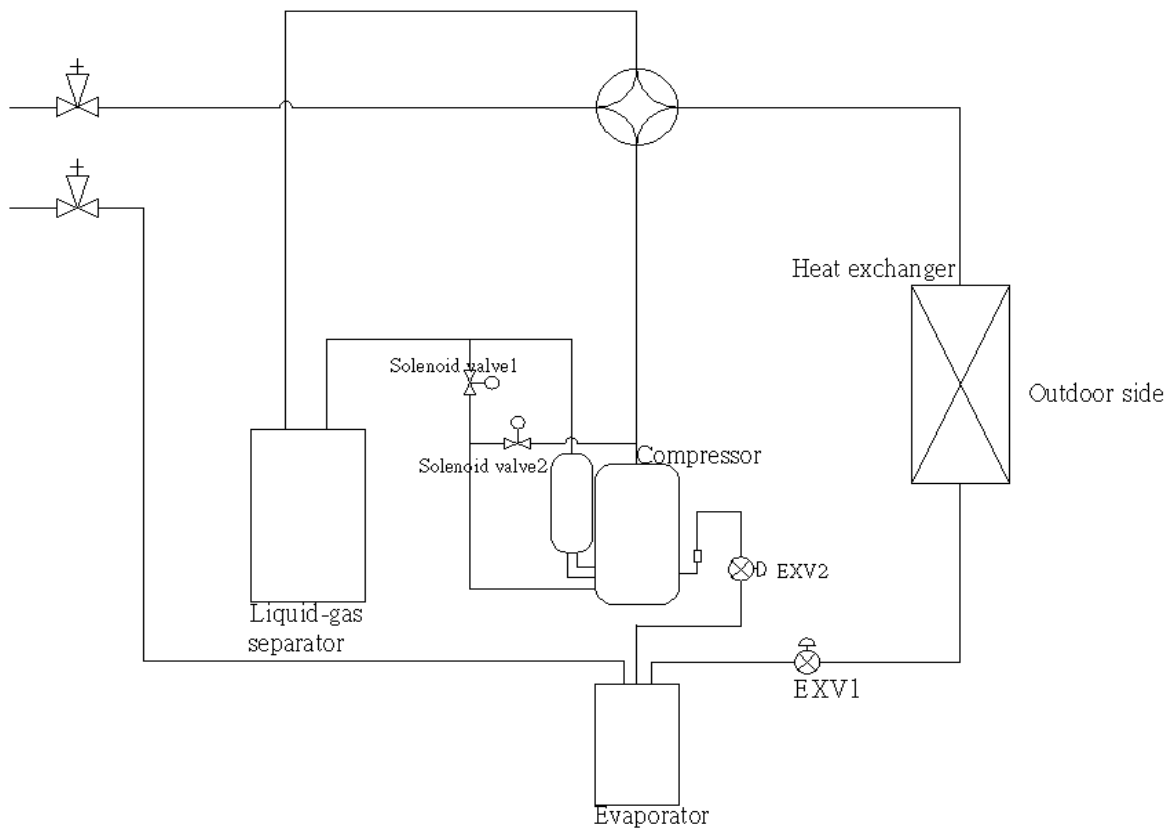 Heat exchanger
Solenoid valve1
Outdoor side
Compressor
Solenoid valve2
EXV2
Liquid-gas
separator
EXV1
Evaporator